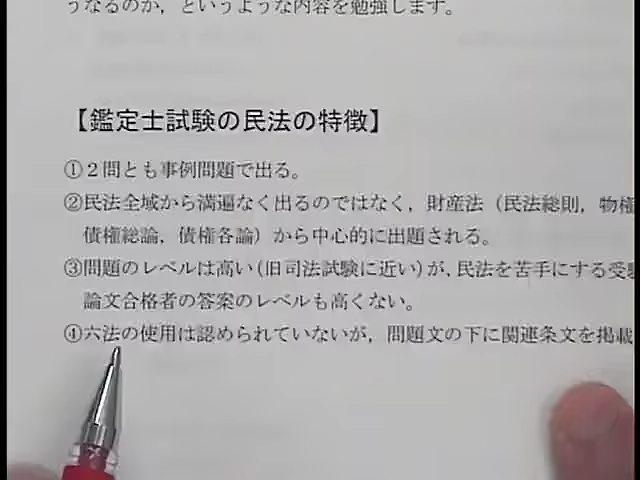 うなるのか，というような内容を勉強します。
【鑑定士試験の民法の特徴】
①２問とも事例問題で出る。
②民法全域から満遍なく出るのではなく，財産法（民法総則，物権
債権総論，債権各論）から中心的に出題される。
③問題のレベルは高い（旧司法試験に近い）が，民法を苦手にする受験
論文合格者の答案のレベルも高くない。
④六法の使用は認められていないが，問題文の下に関連条文を掲載